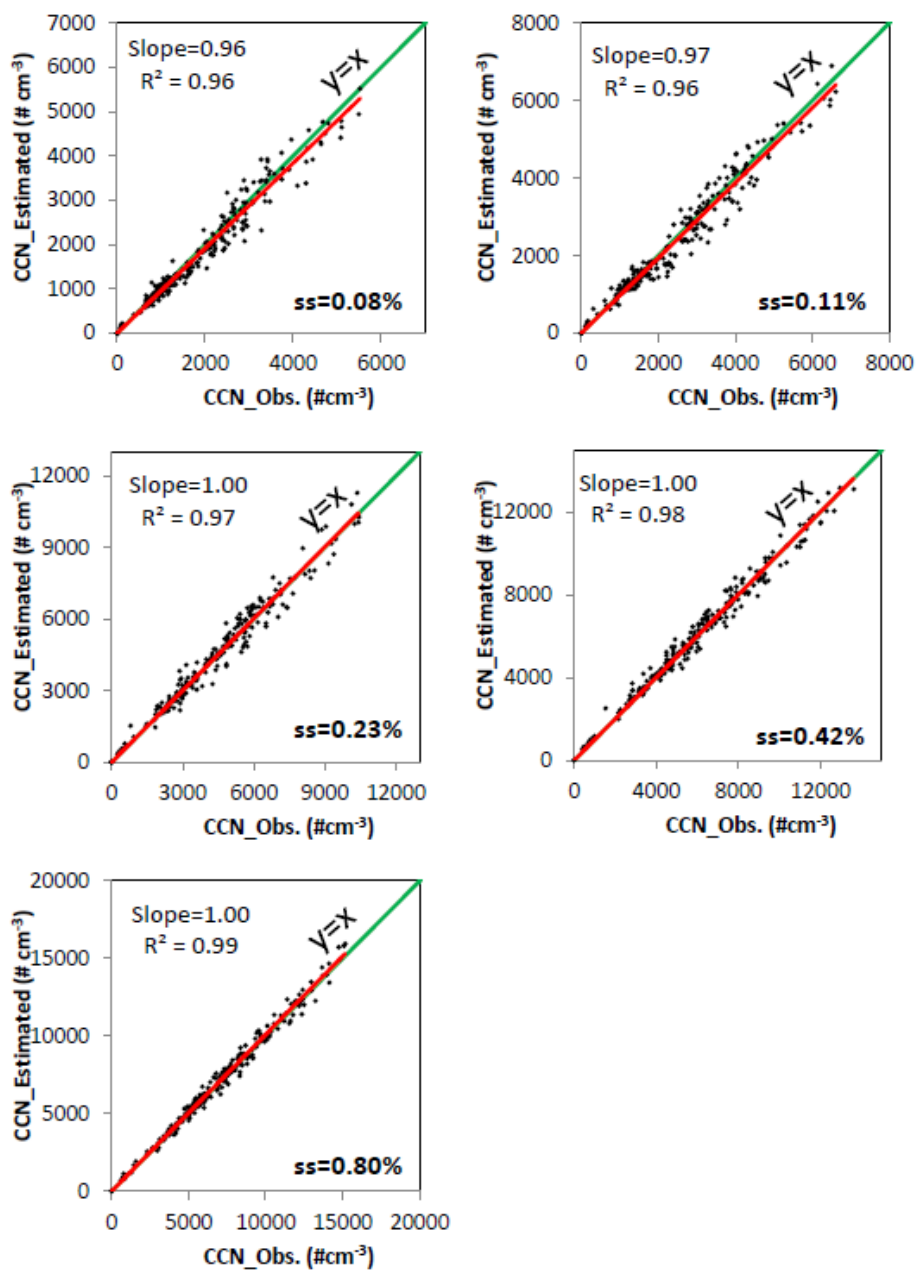 7000
6000
5000
4000
3000
2000
1000
0
CCN_Estimated (# cm⁻³)
Slope=0.96
R² = 0.96
y=x
ss=0.08%
0 2000 4000 6000
CCN_Obs. (#cm⁻³)
8000
6000
4000
2000
0
CCN_Estimated (# cm⁻³)
Slope=0.97
R² = 0.96
y=x
ss=0.11%
0 2000 4000 6000 8000
CCN_Obs. (#cm⁻³)
12000
9000
6000
3000
0
CCN_Estimated (# cm⁻³)
Slope=1.00
R² = 0.97
y=x
ss=0.23%
0 3000 6000 9000 12000
CCN_Obs. (#cm⁻³)
12000
8000
4000
0
CCN_Estimated (# cm⁻³)
Slope=1.00
R² = 0.98
y=x
ss=0.42%
0 4000 8000 12000
CCN_Obs. (#cm⁻³)
20000
15000
10000
5000
0
CCN_Estimated (# cm⁻³)
Slope=1.00
R² = 0.99
y=x
ss=0.80%
0 5000 10000 15000 20000
CCN_Obs. (#cm⁻³)